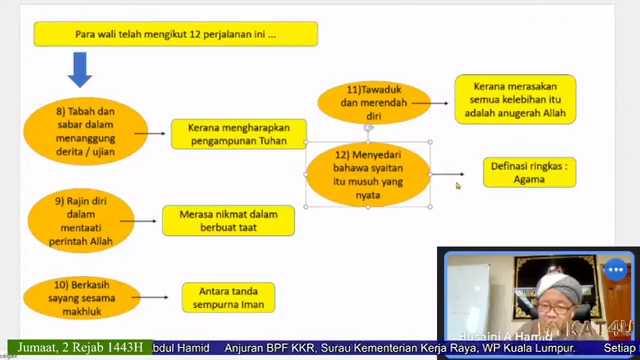 Para wali telah mengikut 12 perjalanan ini ...
8) Tabah dan
sabar dalam
menanggung
derita / ujian
Kerana mengharapkan
pengampunan Tuhan
9) Rajin diri
dalam
mentaati
perintah Allah
Merasa nikmat dalam
berbuat taat
10) Berkasih
sayang sesama
makhluk
Antara tanda
sempurna Iman
11)Tawaduk
dan merendah
diri
Kerana merasakan
semua kelebihan itu
adalah anugerah Allah
12) Menyedari
bahawa syaitan
itu musuh yang
nyata
Definasi ringkas :
Agama
Husaini A Hamid
Jumaat, 2 Rejab 1443H
bdul Hamid Anjuran BPF KKR, Surau Kementerian Kerja Raya, WP Kuala Lumpur. Setiap